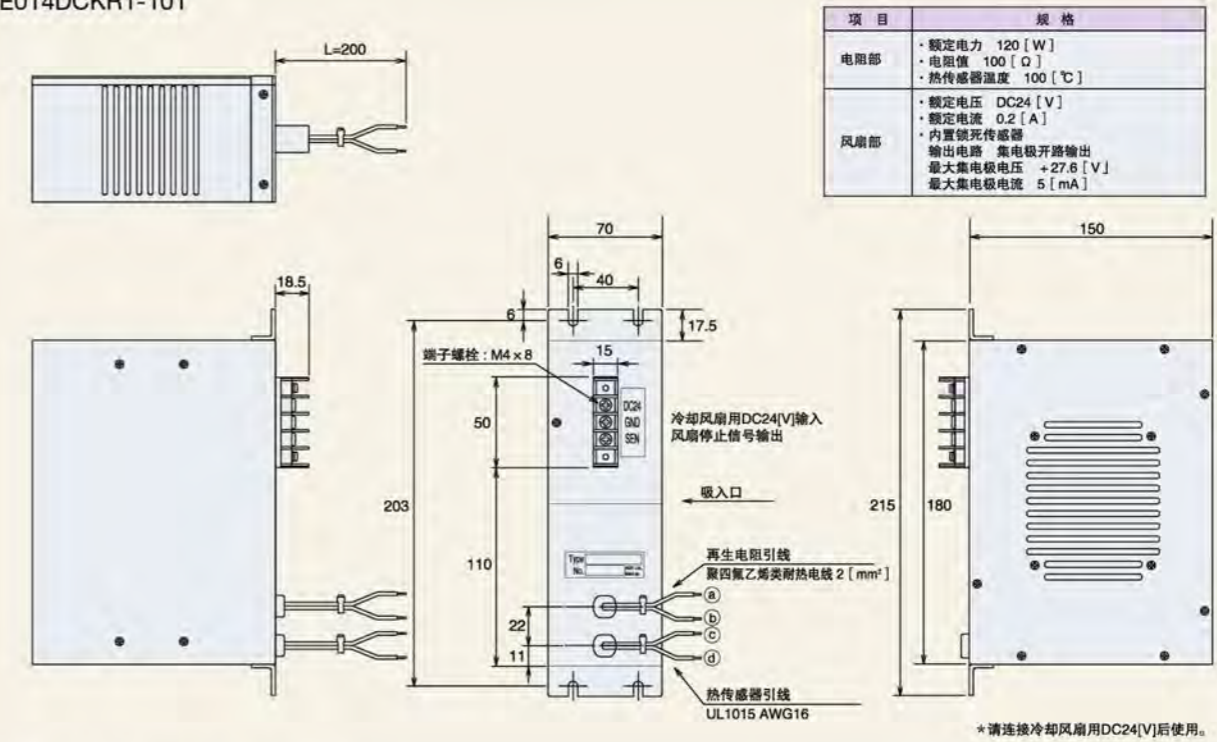 E014DCKR1-101
项 目 规 格
电阻部
・额定电力 120 [ W ]
・电阻值 100 [ Ω ]
・热传感器温度 100 [ ℃ ]
风扇部
・额定电压 DC24 [ V ]
・额定电流 0.2 [ A ]
・内置锁死传感器
输出电路 集电极开路输出
最大集电极电压 +27.6 [ V ]
最大集电极电流 5 [ mA ]
L=200
70
150
6
40
18.5
6
17.5
端子螺栓 : M4 x 8
15
50
DC24
GND
SEN
冷却风扇用DC24[V]输入
风扇停止信号输出
吸入口
203
215
180
110
Type
No.
再生电阻引线
聚四氟乙烯类耐热电线 2 [ mm² ]
ⓐ
ⓑ
22
ⓒ
11
ⓓ
热传感器引线
UL1015 AWG16
*请连接冷却风扇用DC24[V]后使用。